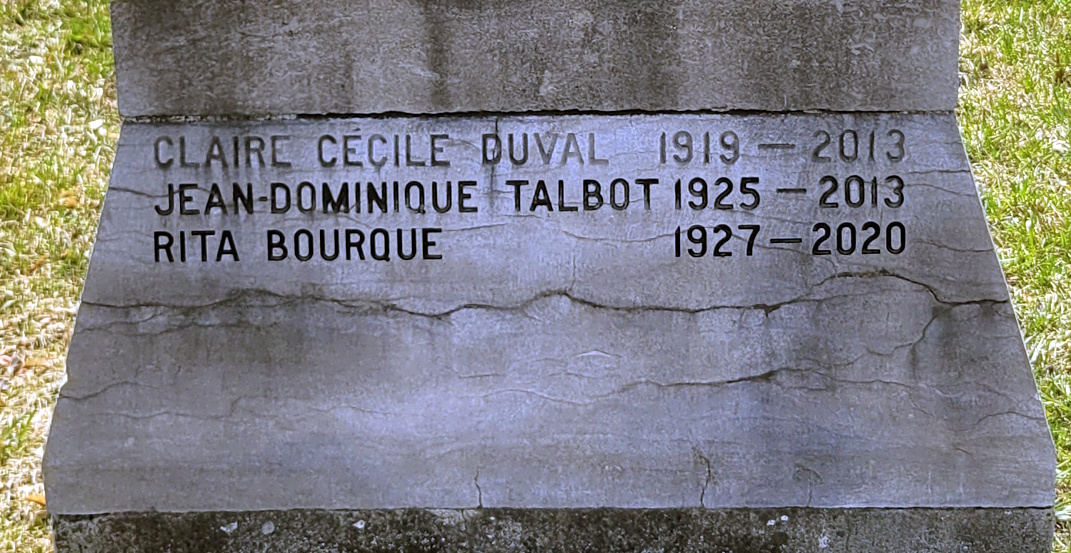 CLAIRE CÉCILE DUVAL 1919 — 2013
JEAN-DOMINIQUE TALBOT 1925 — 2013
RITA BOURQUE 1927 — 2020